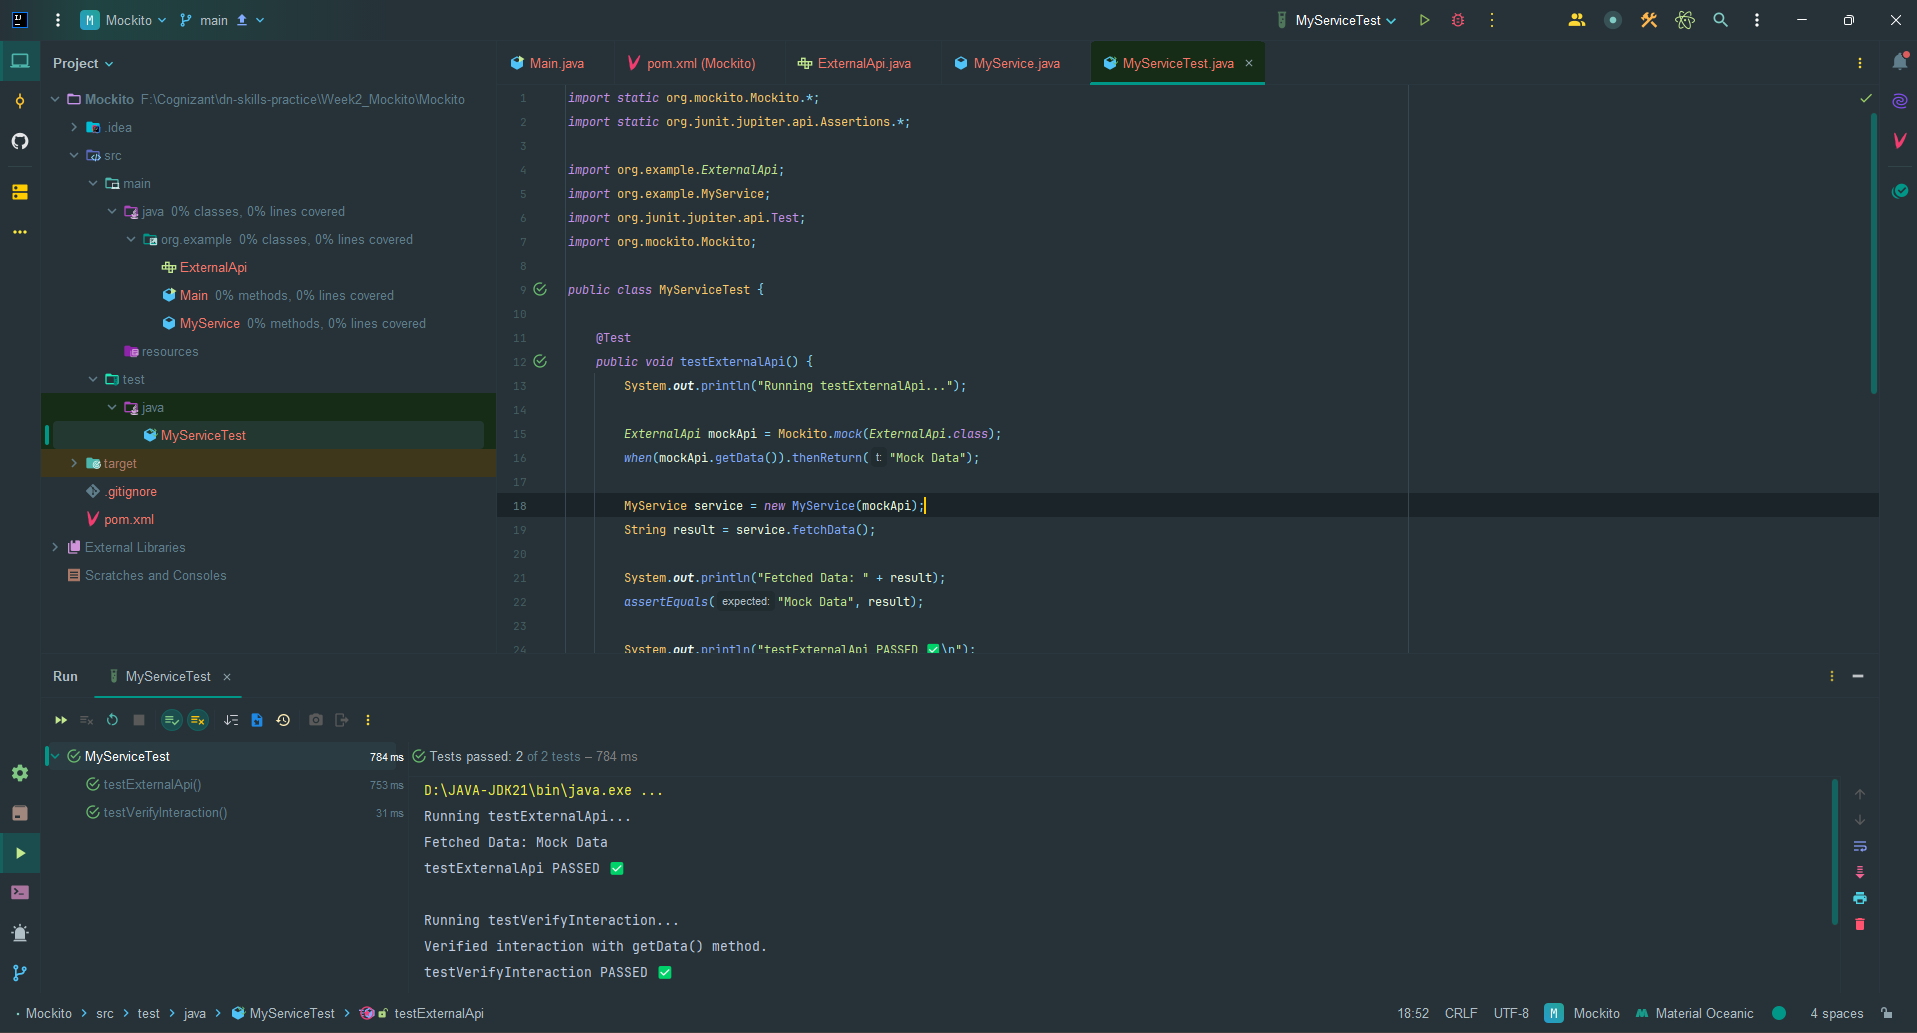 M Mockito main MyServiceTest
Project
Mockito F:\Cognizant\dn-skills-practice\Week2_Mockito\Mockito
.idea
src
main
java 0% classes, 0% lines covered
org.example 0% classes, 0% lines covered
ExternalApi
Main 0% methods, 0% lines covered
MyService 0% methods, 0% lines covered
resources
test
java
MyServiceTest
target
.gitignore
pom.xml
External Libraries
Scratches and Consoles
Main.java pom.xml (Mockito) ExternalApi.java MyService.java MyServiceTest.java
1 import static org.mockito.Mockito.*;
2 import static org.junit.jupiter.api.Assertions.*;
3
4 import org.example.ExternalApi;
5 import org.example.MyService;
6 import org.junit.jupiter.api.Test;
7 import org.mockito.Mockito;
8
9 public class MyServiceTest {
10
11 @Test
12 public void testExternalApi() {
13 System.out.println("Running testExternalApi...");
14
15 ExternalApi mockApi = Mockito.mock(ExternalApi.class);
16 when(mockApi.getData()).thenReturn( t: "Mock Data");
17
18 MyService service = new MyService(mockApi);
19 String result = service.fetchData();
20
21 System.out.println("Fetched Data: " + result);
22 assertEquals( expected: "Mock Data", result);
23
24 System.out.println("testExternalApi PASSED ✅\n");
Run MyServiceTest
MyServiceTest 784 ms
testExternalApi() 753 ms
testVerifyInteraction() 31 ms
Tests passed: 2 of 2 tests – 784 ms
D:\JAVA-JDK21\bin\java.exe ...
Running testExternalApi...
Fetched Data: Mock Data
testExternalApi PASSED ✅
Running testVerifyInteraction...
Verified interaction with getData() method.
testVerifyInteraction PASSED ✅
Mockito src test java MyServiceTest testExternalApi
18:52 CRLF UTF-8 M Mockito Material Oceanic 4 spaces